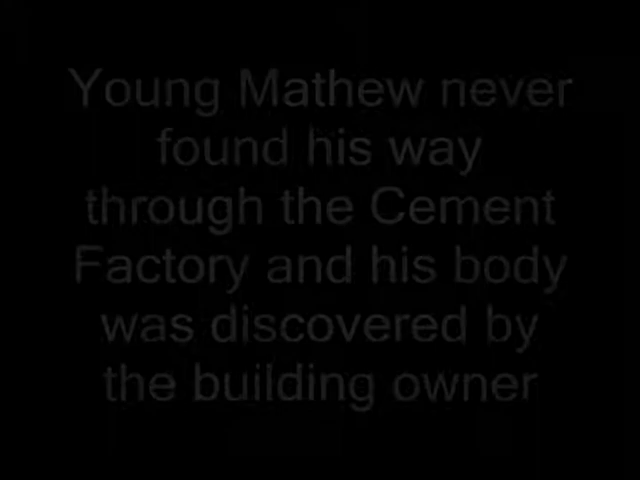 Young Mathew never
found his way
through the Cement
Factory and his body
was discovered by
the building owner